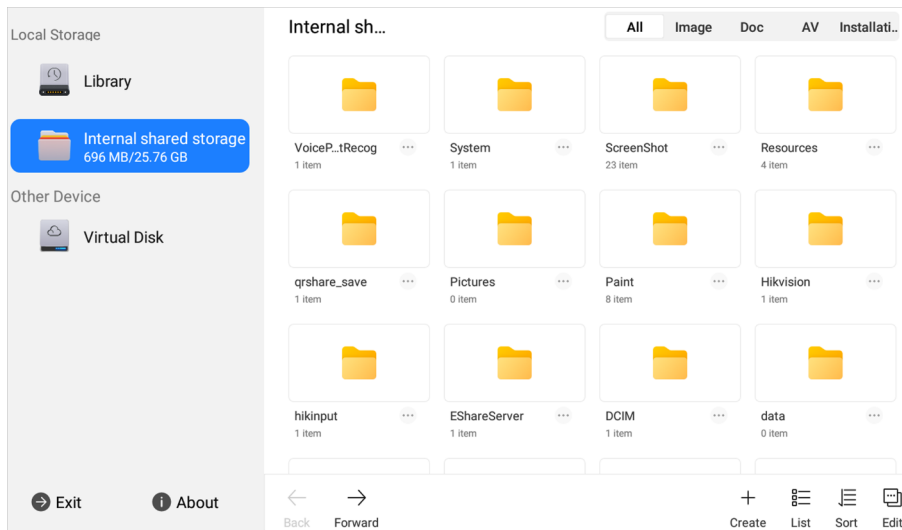 Local Storage
Library
Internal shared storage
696 MB/25.76 GB
Other Device
Virtual Disk
Exit
About
Internal sh...
All Image Doc AV Installati..
VoiceP...tRecog
1 item
System
1 item
ScreenShot
23 item
Resources
4 item
qrshare_save
1 item
Pictures
0 item
Paint
8 item
Hikvision
1 item
hikinput
1 item
EShareServer
1 item
DCIM
1 item
data
0 item
Back
Forward
Create
List
Sort
Edit